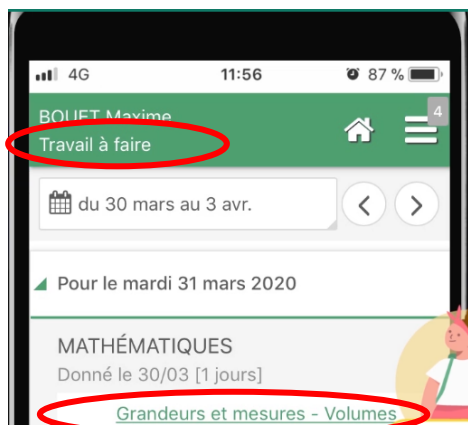 4G 11:56 87 %
BOUET Maxime
4
Travail à faire
du 30 mars au 3 avr.
Pour le mardi 31 mars 2020
MATHÉMATIQUES
Donné le 30/03 [1 jours]
Grandeurs et mesures - Volumes